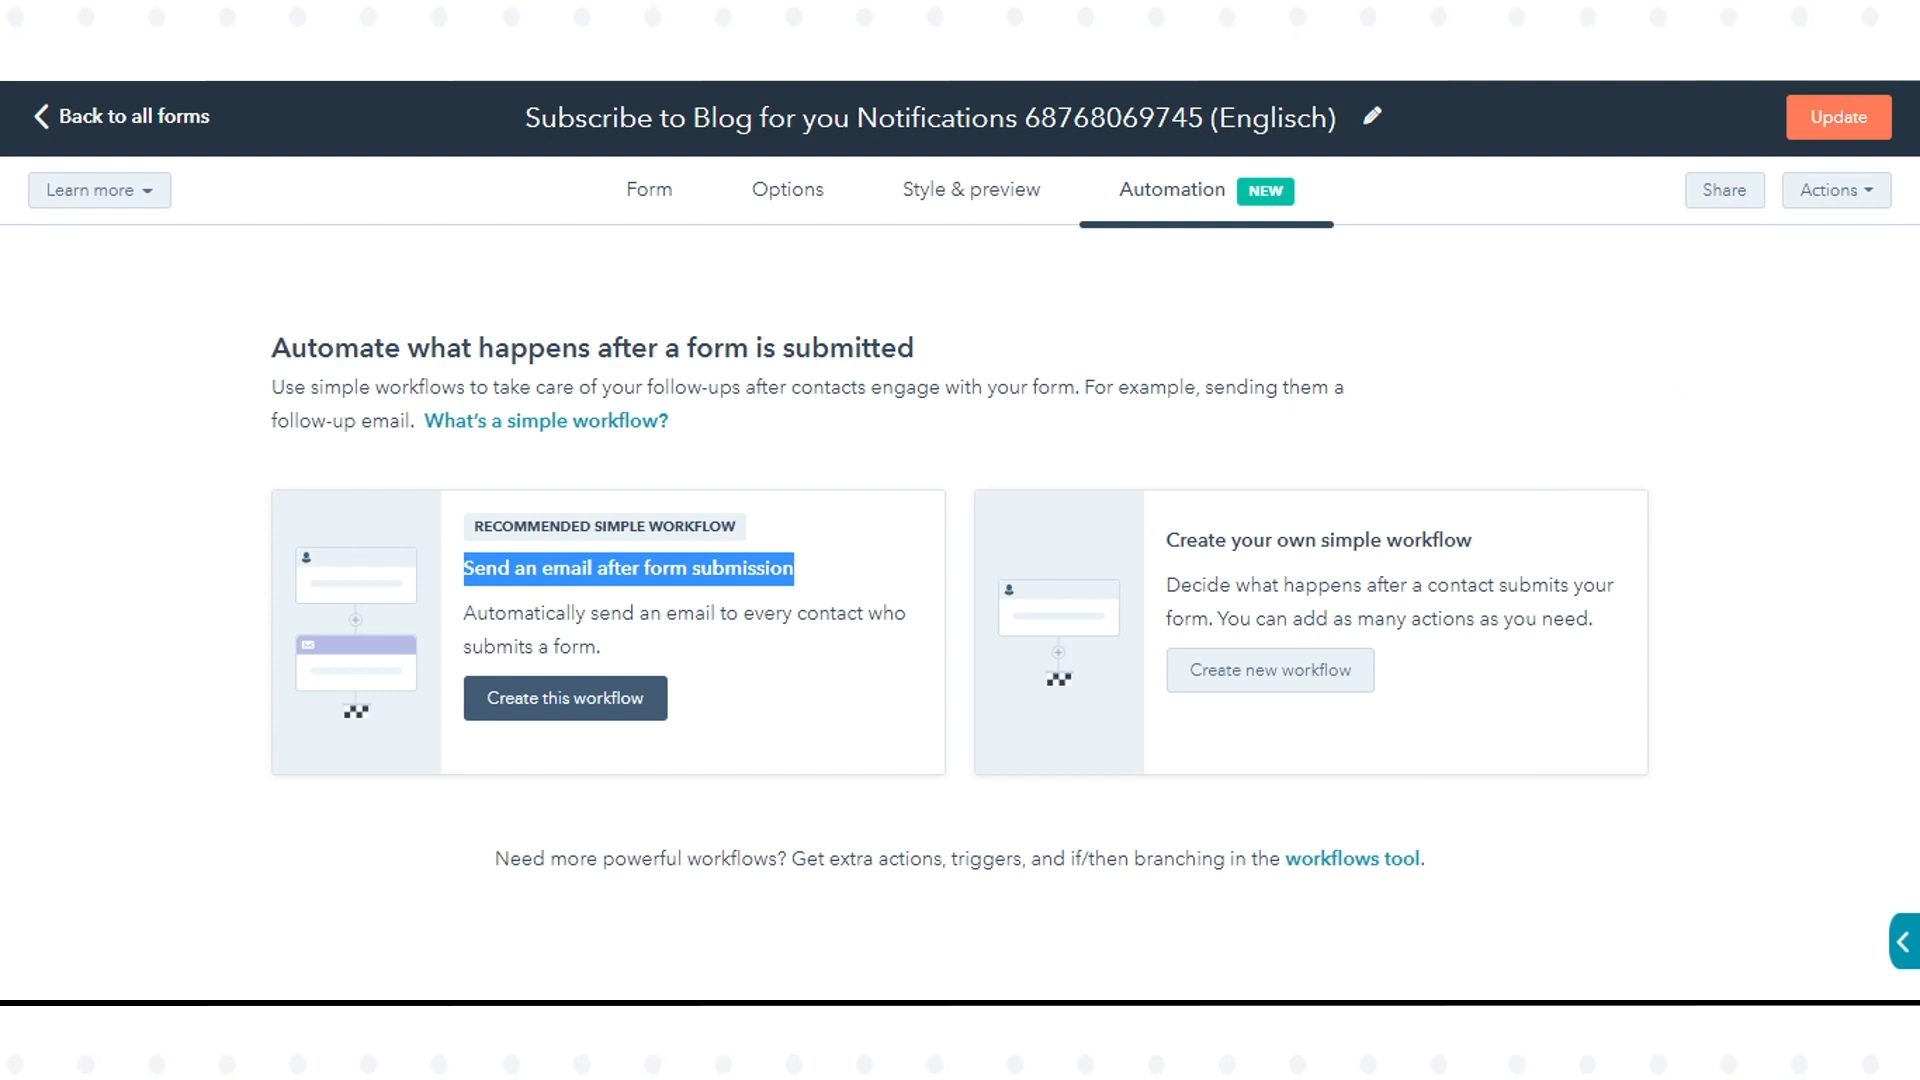 Back to all forms
Subscribe to Blog for you Notifications 68768069745 (Englisch)
Update
Learn more
Form
Options
Style & preview
Automation
NEW
Share
Actions
Automate what happens after a form is submitted
Use simple workflows to take care of your follow-ups after contacts engage with your form. For example, sending them a
follow-up email. What's a simple workflow?
RECOMMENDED SIMPLE WORKFLOW
Send an email after form submission
Automatically send an email to every contact who
submits a form.
Create this workflow
Create your own simple workflow
Decide what happens after a contact submits your
form. You can add as many actions as you need.
Create new workflow
Need more powerful workflows? Get extra actions, triggers, and if/then branching in the workflows tool.